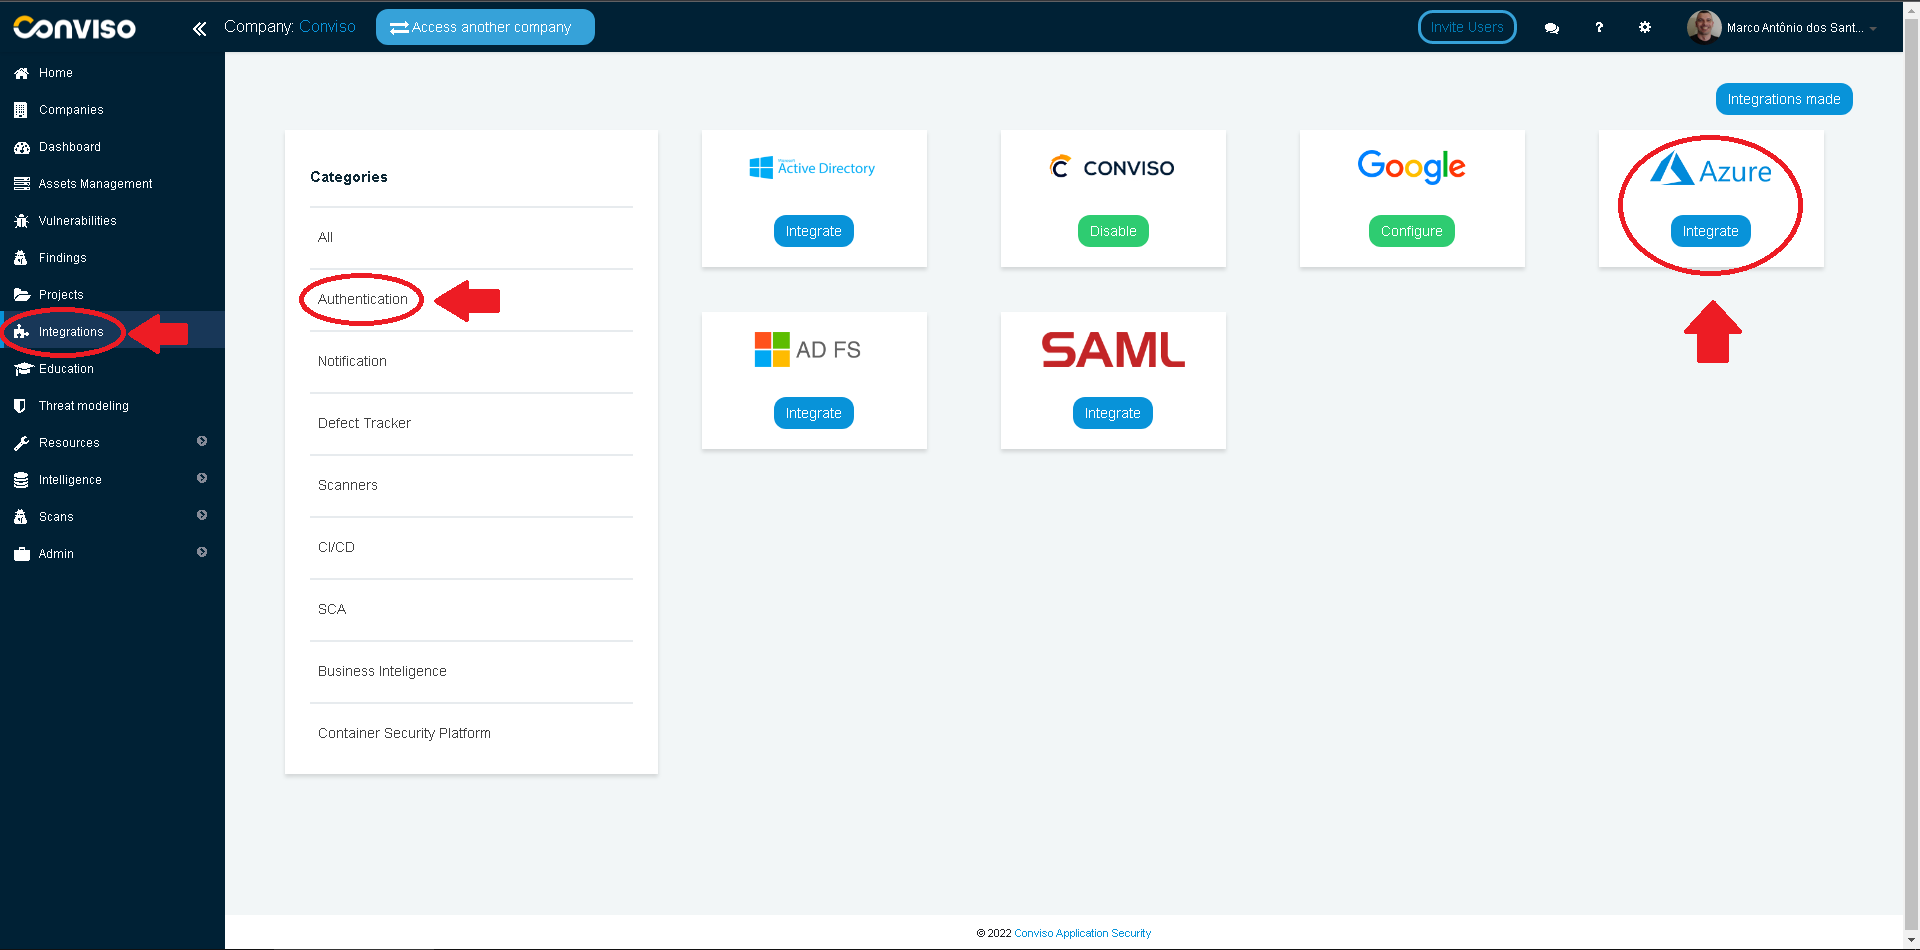 Conviso
Company: Conviso
Access another company
Invite Users
?
Marco Antônio dos Sant...
Home
Companies
Dashboard
Assets Management
Vulnerabilities
Findings
Projects
Integrations
Education
Threat modeling
Resources
Intelligence
Scans
Admin
Integrations made
Categories
All
Authentication
Notification
Defect Tracker
Scanners
CI/CD
SCA
Business Inteligence
Container Security Platform
Active Directory
Integrate
CONVISO
Disable
Google
Configure
Azure
Integrate
AD FS
Integrate
SAML
Integrate
© 2022 Conviso Application Security